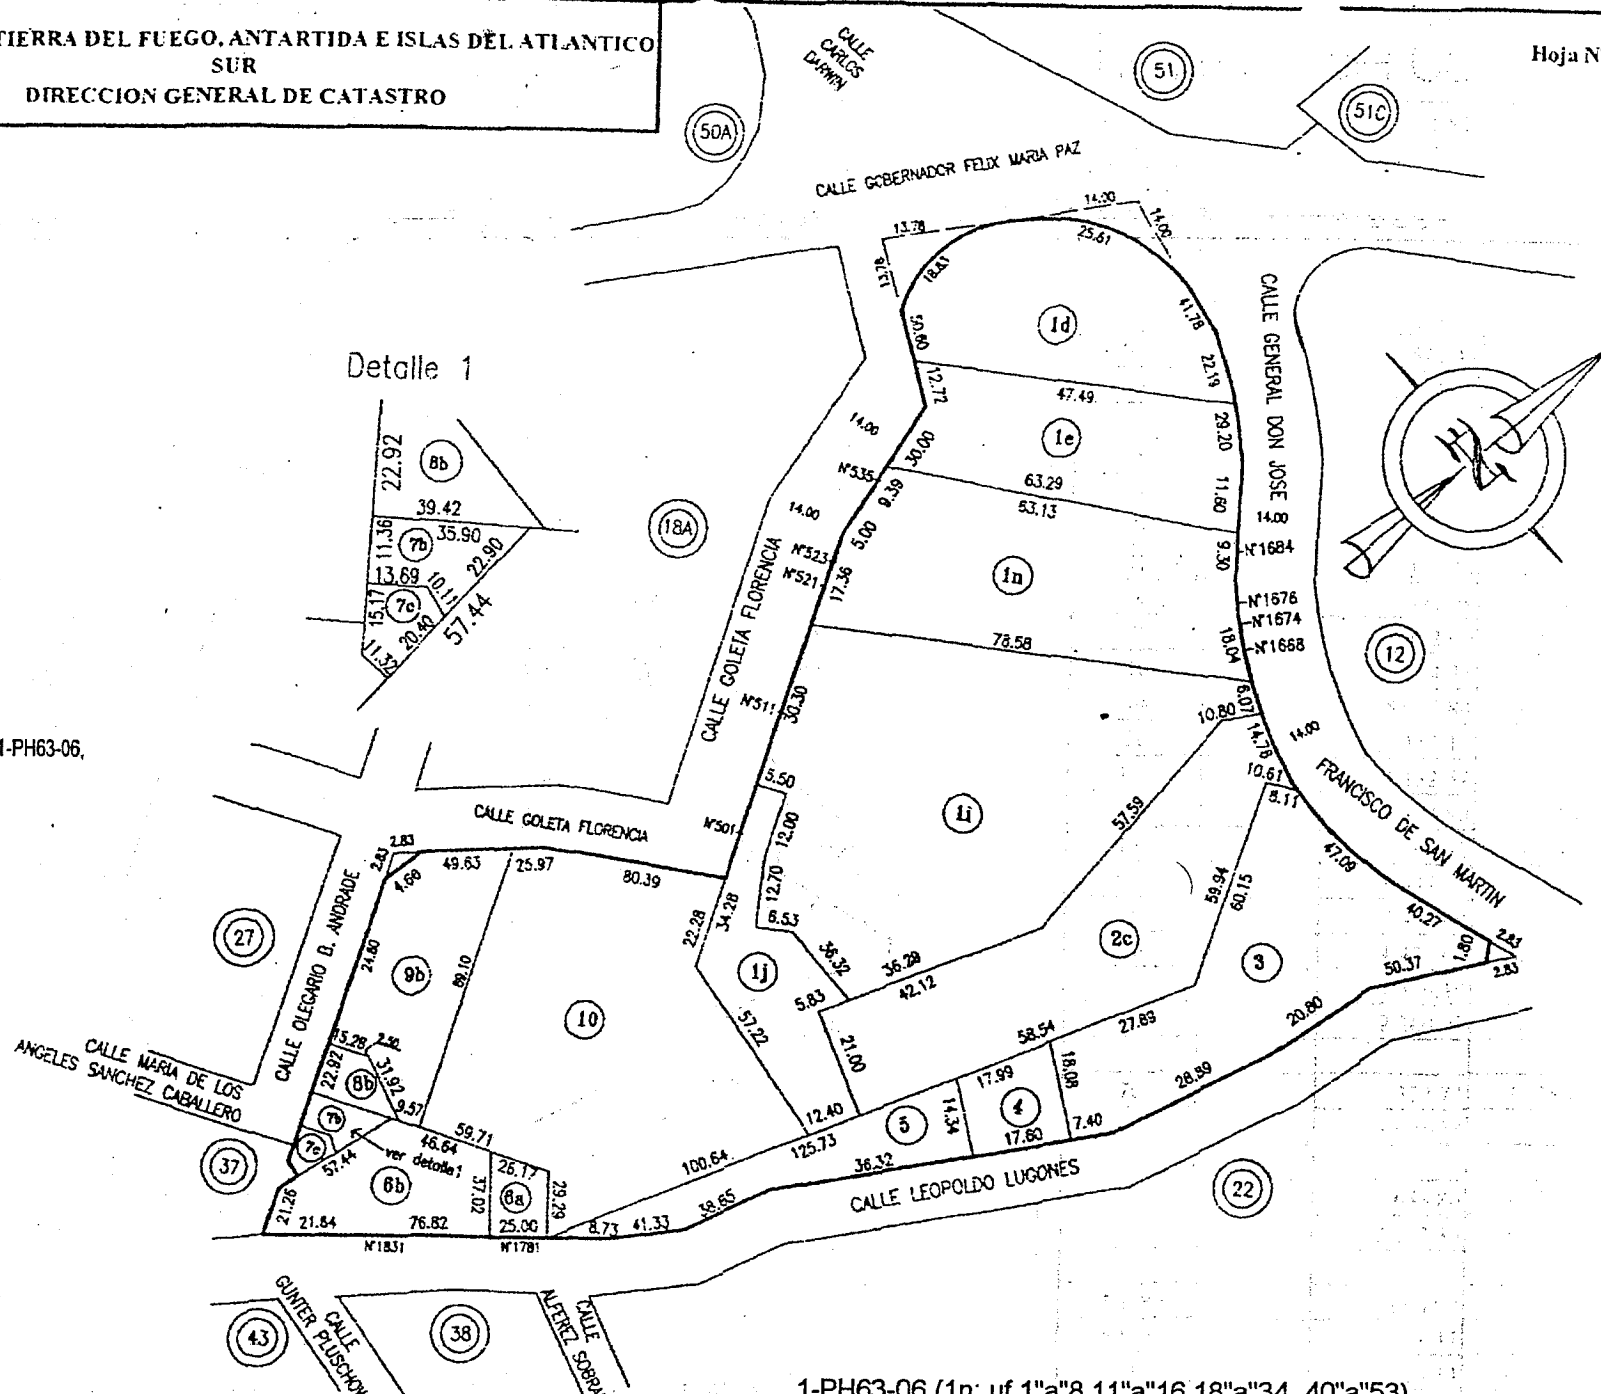 TIERRA DEL FUEGO, ANTARTIDA E ISLAS DEL ATLANTICO
SUR
DIRECCION GENERAL DE CATASTRO
Hoja N
CALLE
CARLOS
DARWIN
51
51C
50A
CALLE GOBERNADOR FELIX MARIA PAZ
14.00
14.00
13.78
13.78
25.61
18.83
41.78
50.60
1d
22.19
12.72
47.49
29.20
CALLE GENERAL DON JOSE
Detalle 1
22.92
8b
39.42
11.36
7b
35.90
22.90
13.69
10.11
15.17
7c
20.40
57.44
11.32
14.00
30.00
1e
63.29
53.13
11.60
14.00
N°535
9.39
14.00
5.00
18A
N°523
N°521
17.36
1n
9.30
N°1684
N°1676
N°1674
N°1668
18.04
78.58
12
CALLE GOLETA FLORENCIA
N°511
30.30
6.07
10.80
14.78
14.00
1-PH63-06,
10.61
8.11
FRANCISCO DE SAN MARTIN
5.50
12.00
1i
57.59
CALLE GOLETA FLORENCIA
N°501
2.83
2.83
4.66
49.63
25.97
80.39
12.70
47.09
59.94
60.15
40.27
22.28
34.28
6.53
36.32
36.29
42.12
2c
3
1.80
2.83
2.83
50.37
27
CALLE OLEGARIO B. ANDRADE
24.80
9b
69.10
10
1j
5.83
57.22
21.00
58.54
27.89
20.80
15.28
2.50
CALLE MARIA DE LOS
ANGELES SANCHEZ CABALLERO
22.92
8b
31.92
9.57
18.08
28.89
17.99
7b
59.71
46.64
ver detalle1
12.40
5
14.34
4
17.60
7.40
7c
57.44
37
125.73
100.64
36.32
6b
26.17
37.02
6a
29.29
CALLE LEOPOLDO LUGONES
22
21.26
21.84
76.82
25.00
8.73
41.33
38.65
N°1831
N°1781
CALLE
GUNTER PLUSCHOW
43
38
CALLE
ALFEREZ SOBRA
1-PH63-06 (1n: uf 1"a"8,11"a"16,18"a"34, 40"a"53)